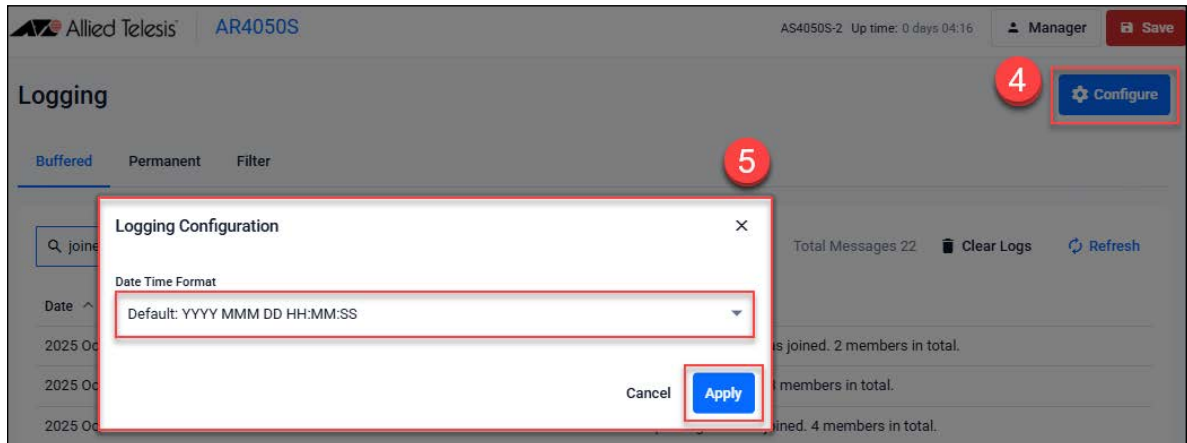 Allied Telesis AR4050S AS4050S-2 Up time: 0 days 04:16 Manager Save
Logging 4 Configure
Buffered Permanent Filter 5
Logging Configuration
joine Total Messages 22 Clear Logs Refresh
Date Time Format
Date Default: YYYY MMM DD HH:MM:SS
2025 Oc s joined. 2 members in total.
2025 Oc members in total.
Cancel Apply
2025 Oc ined. 4 members in total.